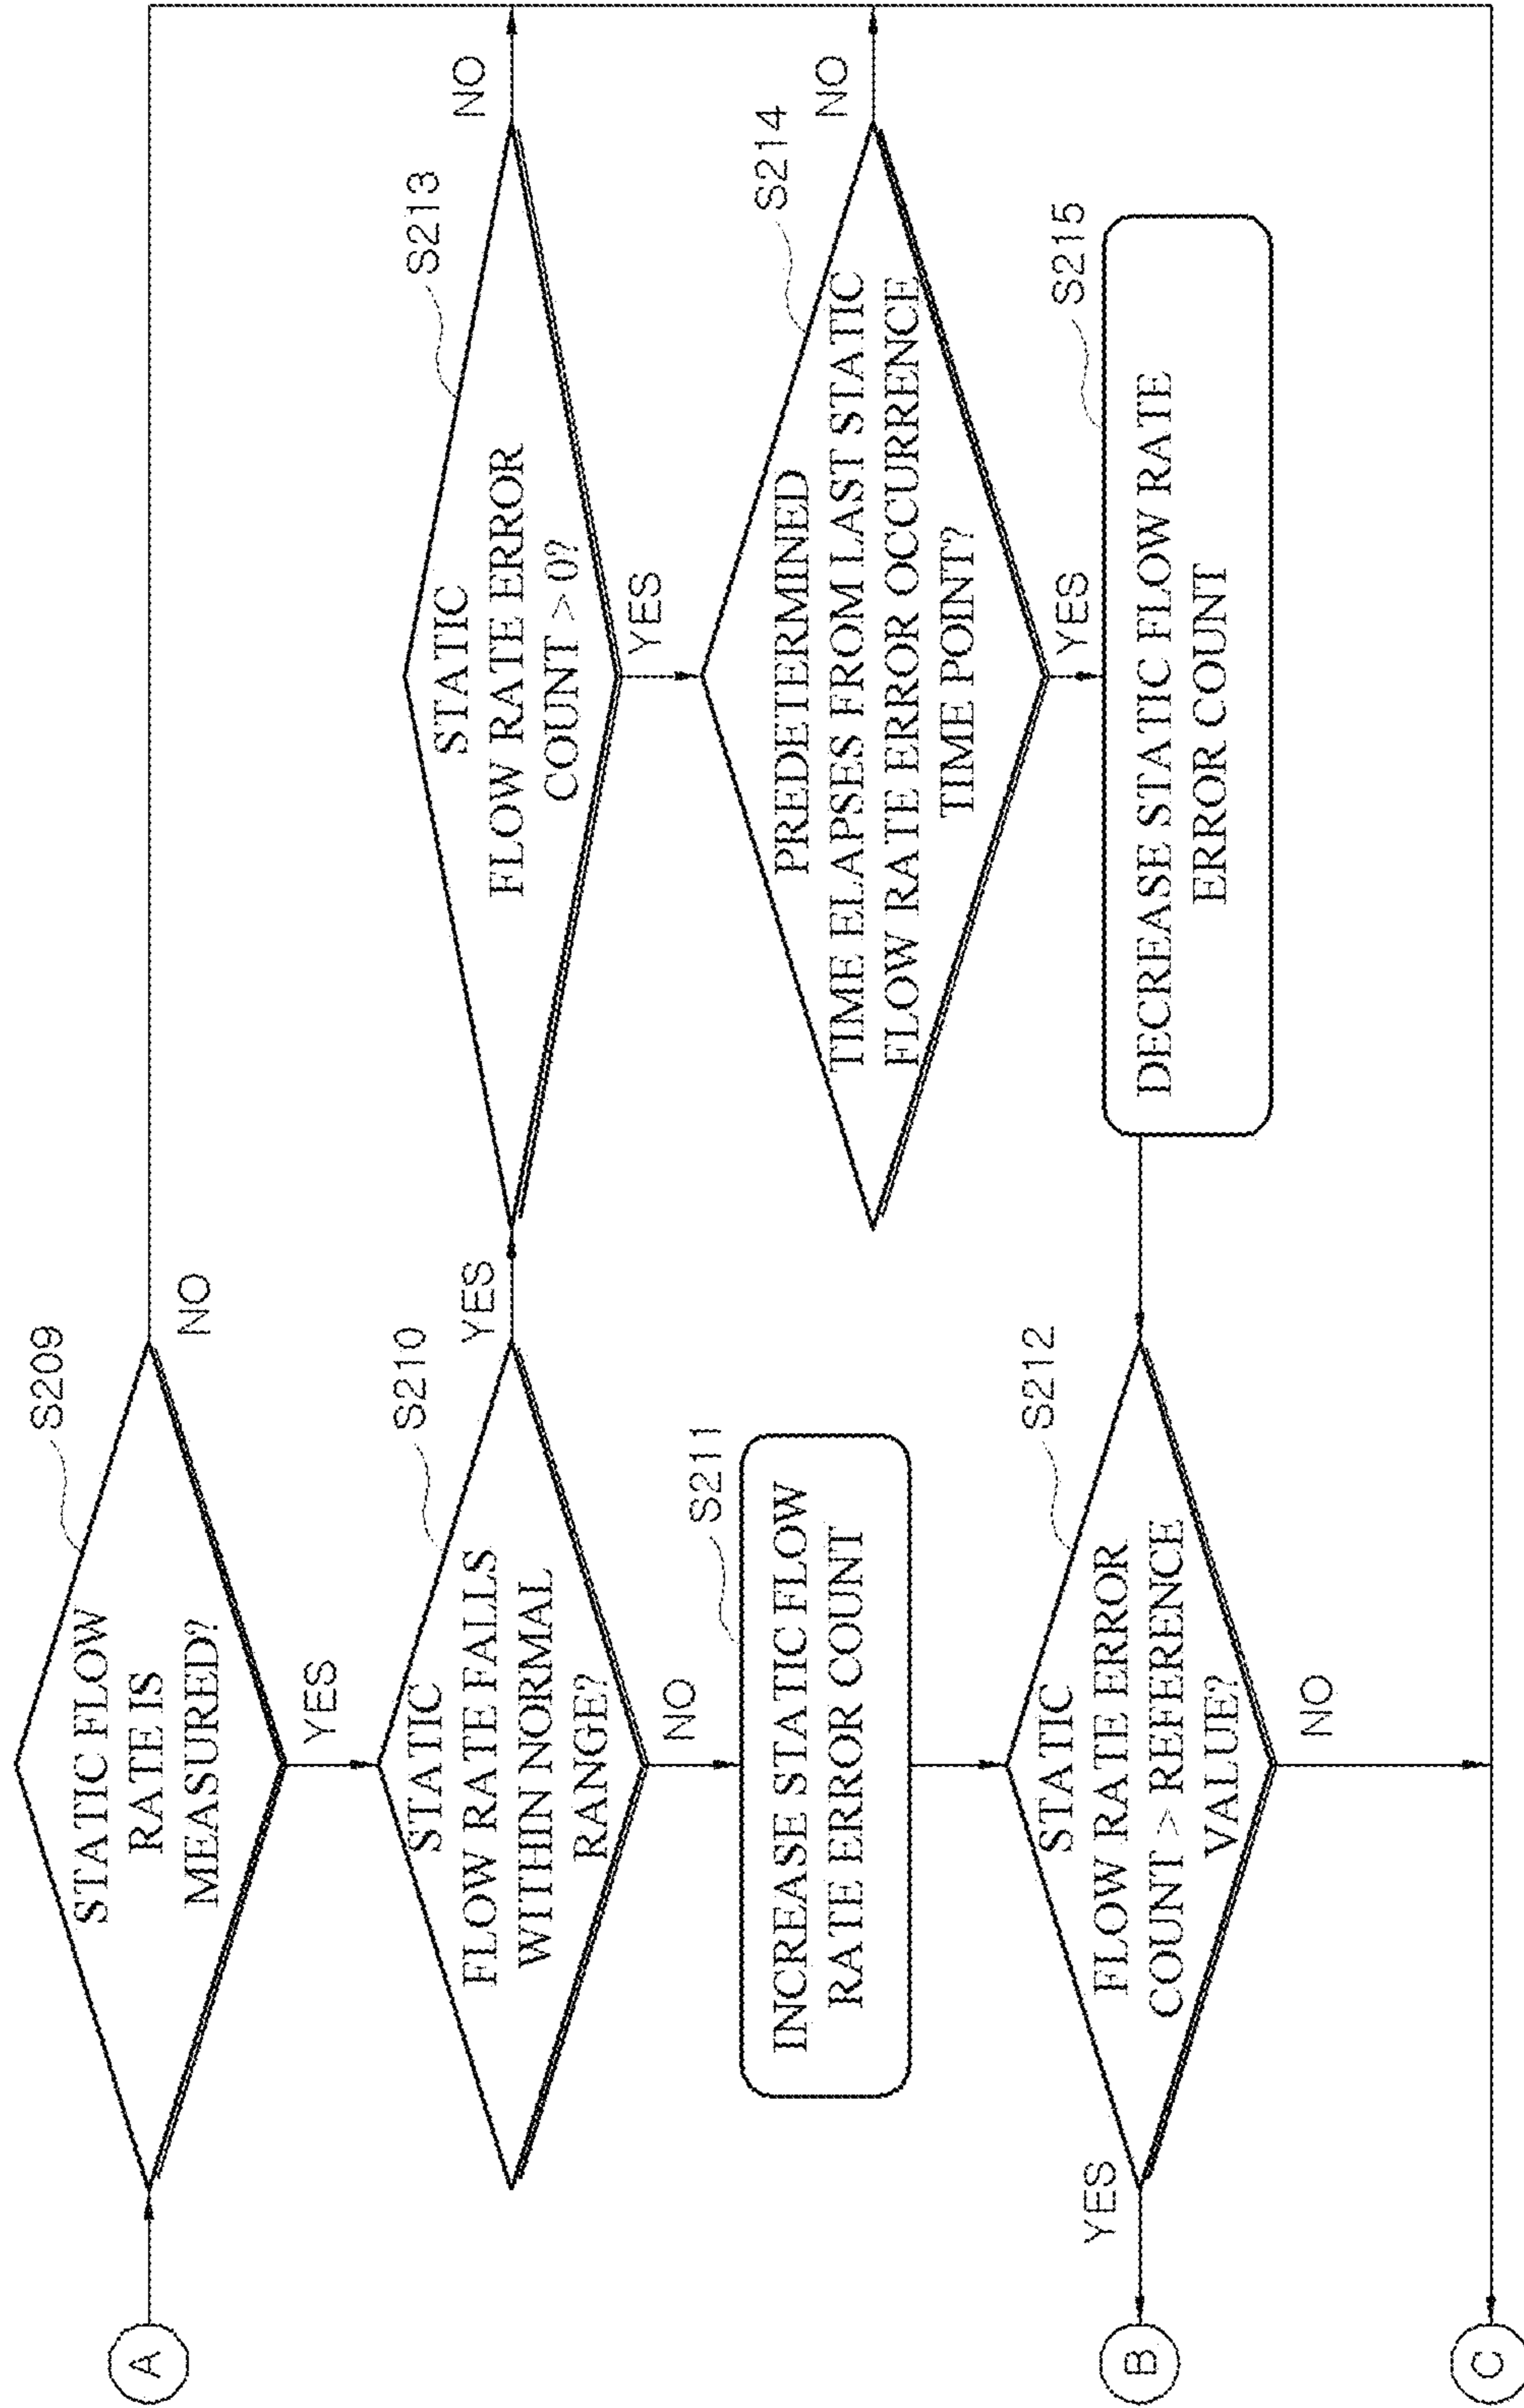 A
STATIC FLOW
RATE IS
MEASURED?
S209
NO
YES
STATIC
FLOW RATE FALLS
WITHIN NORMAL
RANGE?
S210
YES
NO
STATIC
FLOW RATE ERROR
COUNT > 0?
S213
NO
YES
INCREASE STATIC FLOW
RATE ERROR COUNT
S211
PREDETERMINED
TIME ELAPSES FROM LAST STATIC
FLOW RATE ERROR OCCURRENCE
TIME POINT?
S214
NO
YES
B
YES
STATIC
FLOW RATE ERROR
COUNT > REFERENCE
VALUE?
S212
NO
DECREASE STATIC FLOW RATE
ERROR COUNT
S215
C